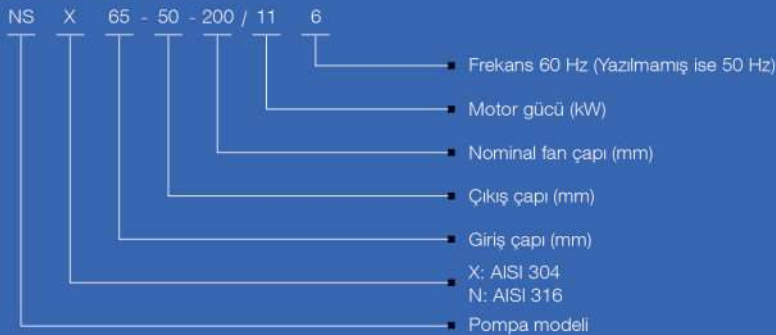 NS X 65 - 50 - 200 / 11 6
Frekans 60 Hz (Yazılmamış ise 50 Hz)
Motor gücü (kW)
Nominal fan çapı (mm)
Çıkış çapı (mm)
Giriş çapı (mm)
X: AISI 304
N: AISI 316
Pompa modeli